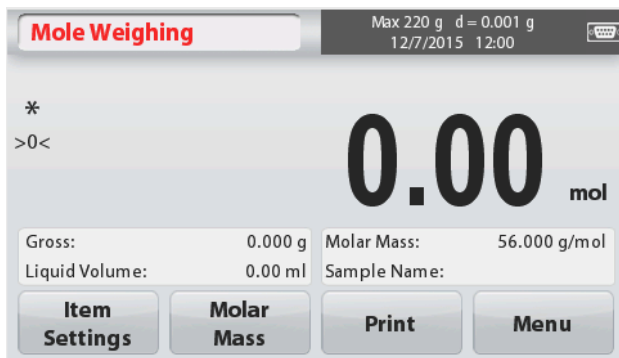 Mole Weighing
Max 220 g d = 0.001 g
12/7/2015 12:00
*
>0<
0.00 mol
Gross: 0.000 g
Liquid Volume: 0.00 ml
Molar Mass: 56.000 g/mol
Sample Name:
Item Settings
Molar Mass
Print
Menu